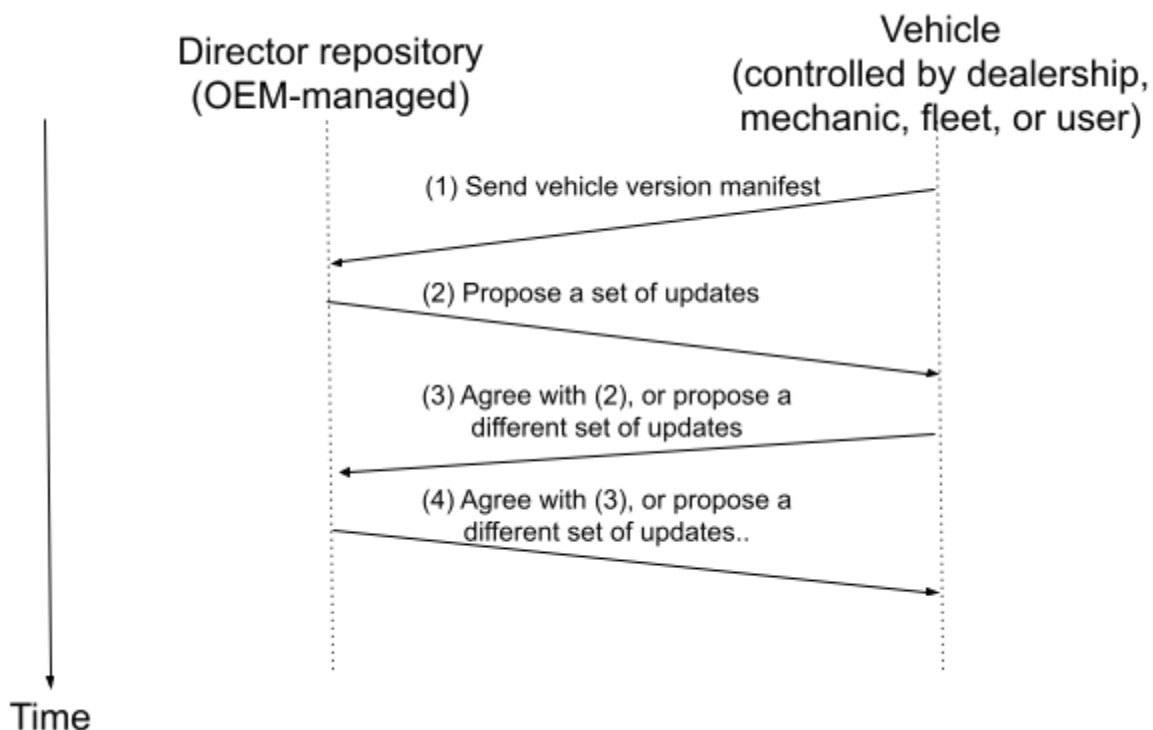 Director repository
(OEM-managed)
Vehicle
(controlled by dealership,
mechanic, fleet, or user)
(1) Send vehicle version manifest
(2) Propose a set of updates
(3) Agree with (2), or propose a
different set of updates
(4) Agree with (3), or propose a
different set of updates..
Time